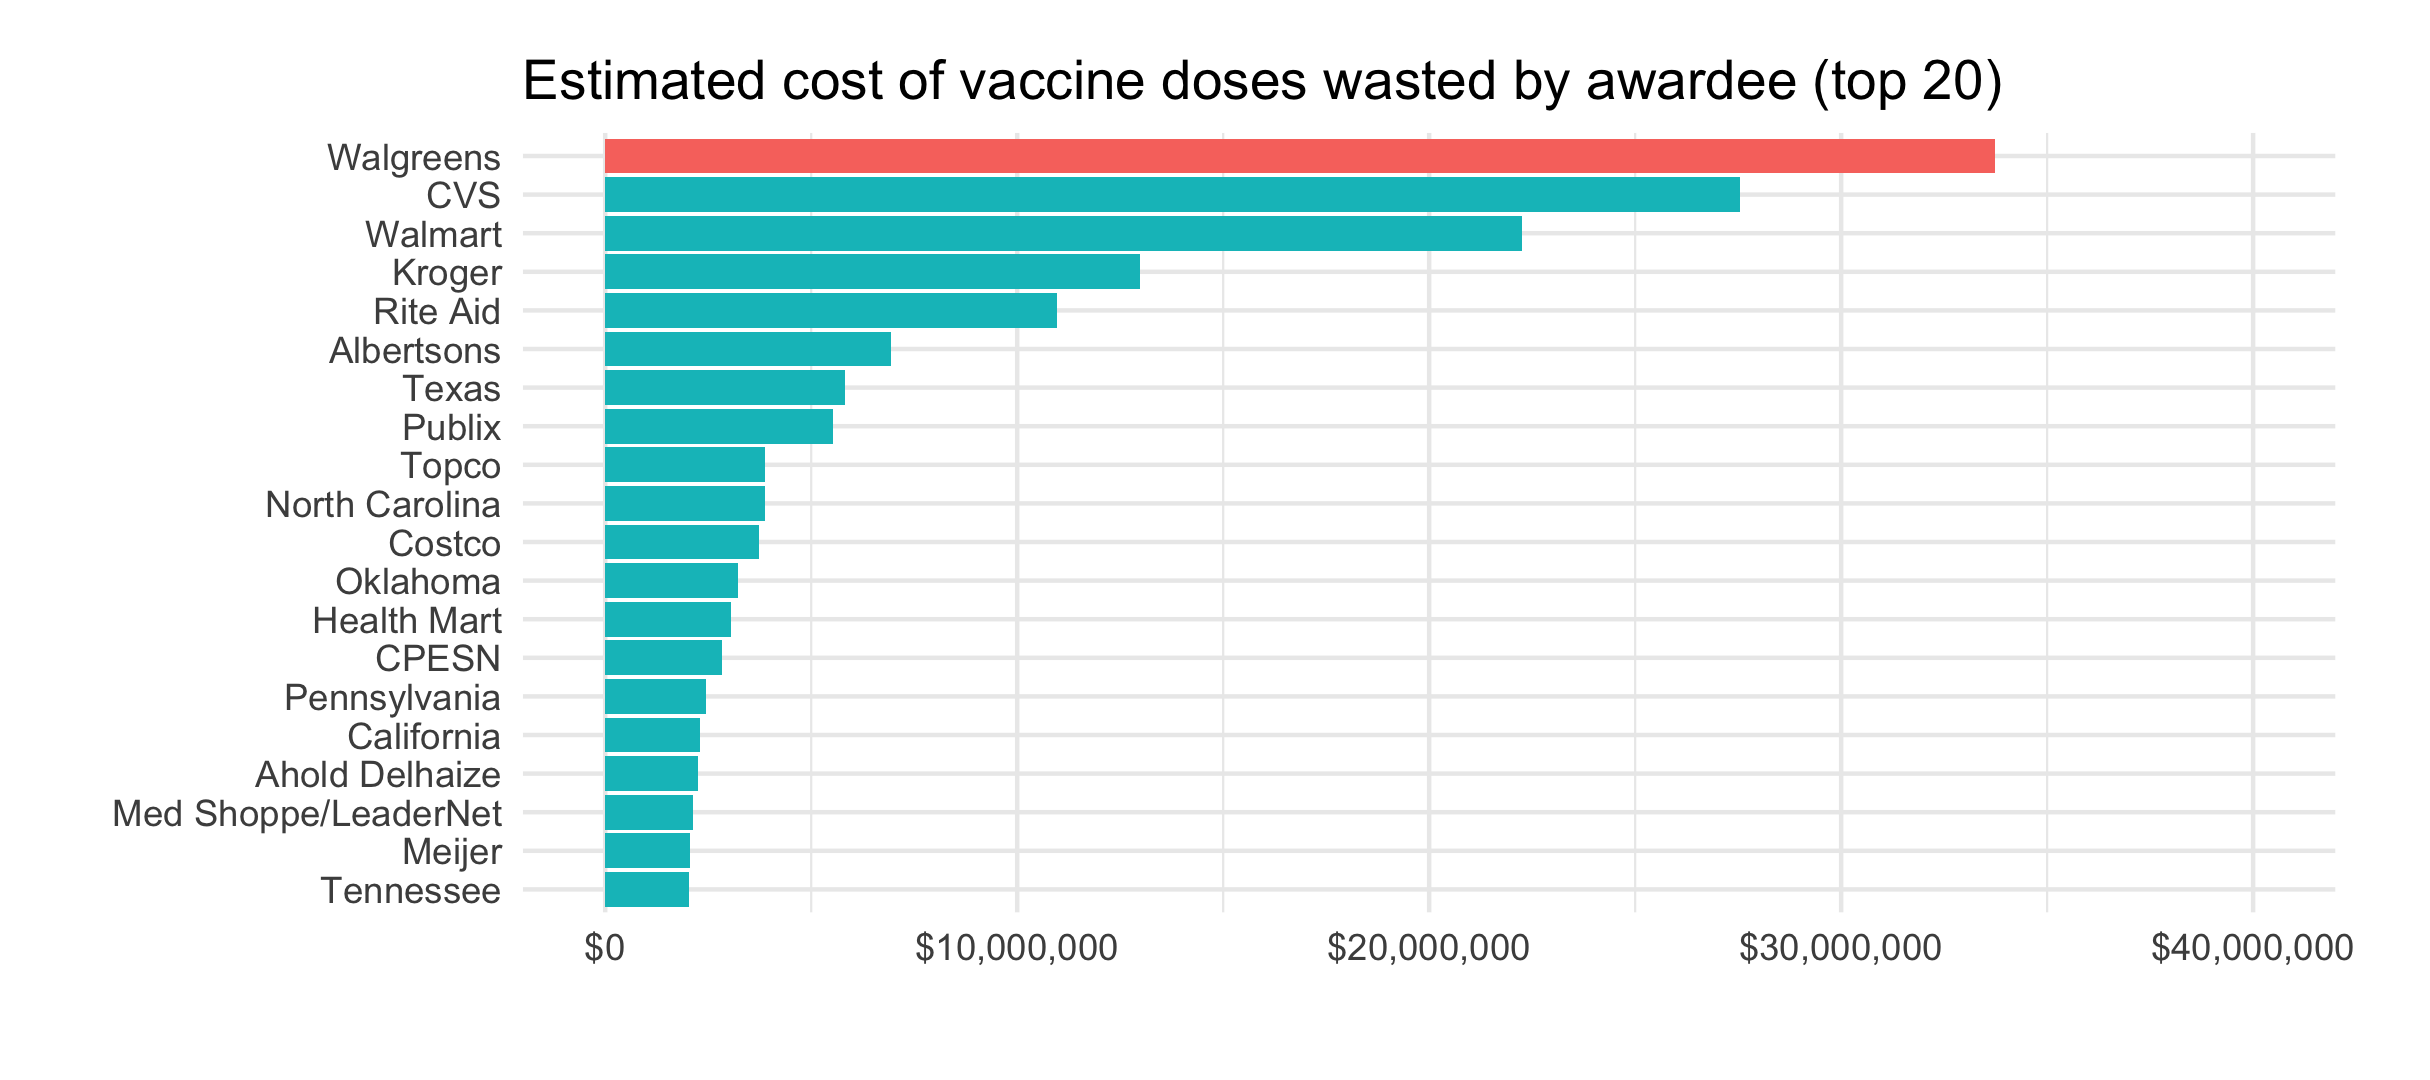 Estimated cost of vaccine doses wasted by awardee (top 20)
Walgreens
CVS
Walmart
Kroger
Rite Aid
Albertsons
Texas
Publix
Topco
North Carolina
Costco
Oklahoma
Health Mart
CPESN
Pennsylvania
California
Ahold Delhaize
Med Shoppe/LeaderNet
Meijer
Tennessee
$0 $10,000,000 $20,000,000 $30,000,000 $40,000,000